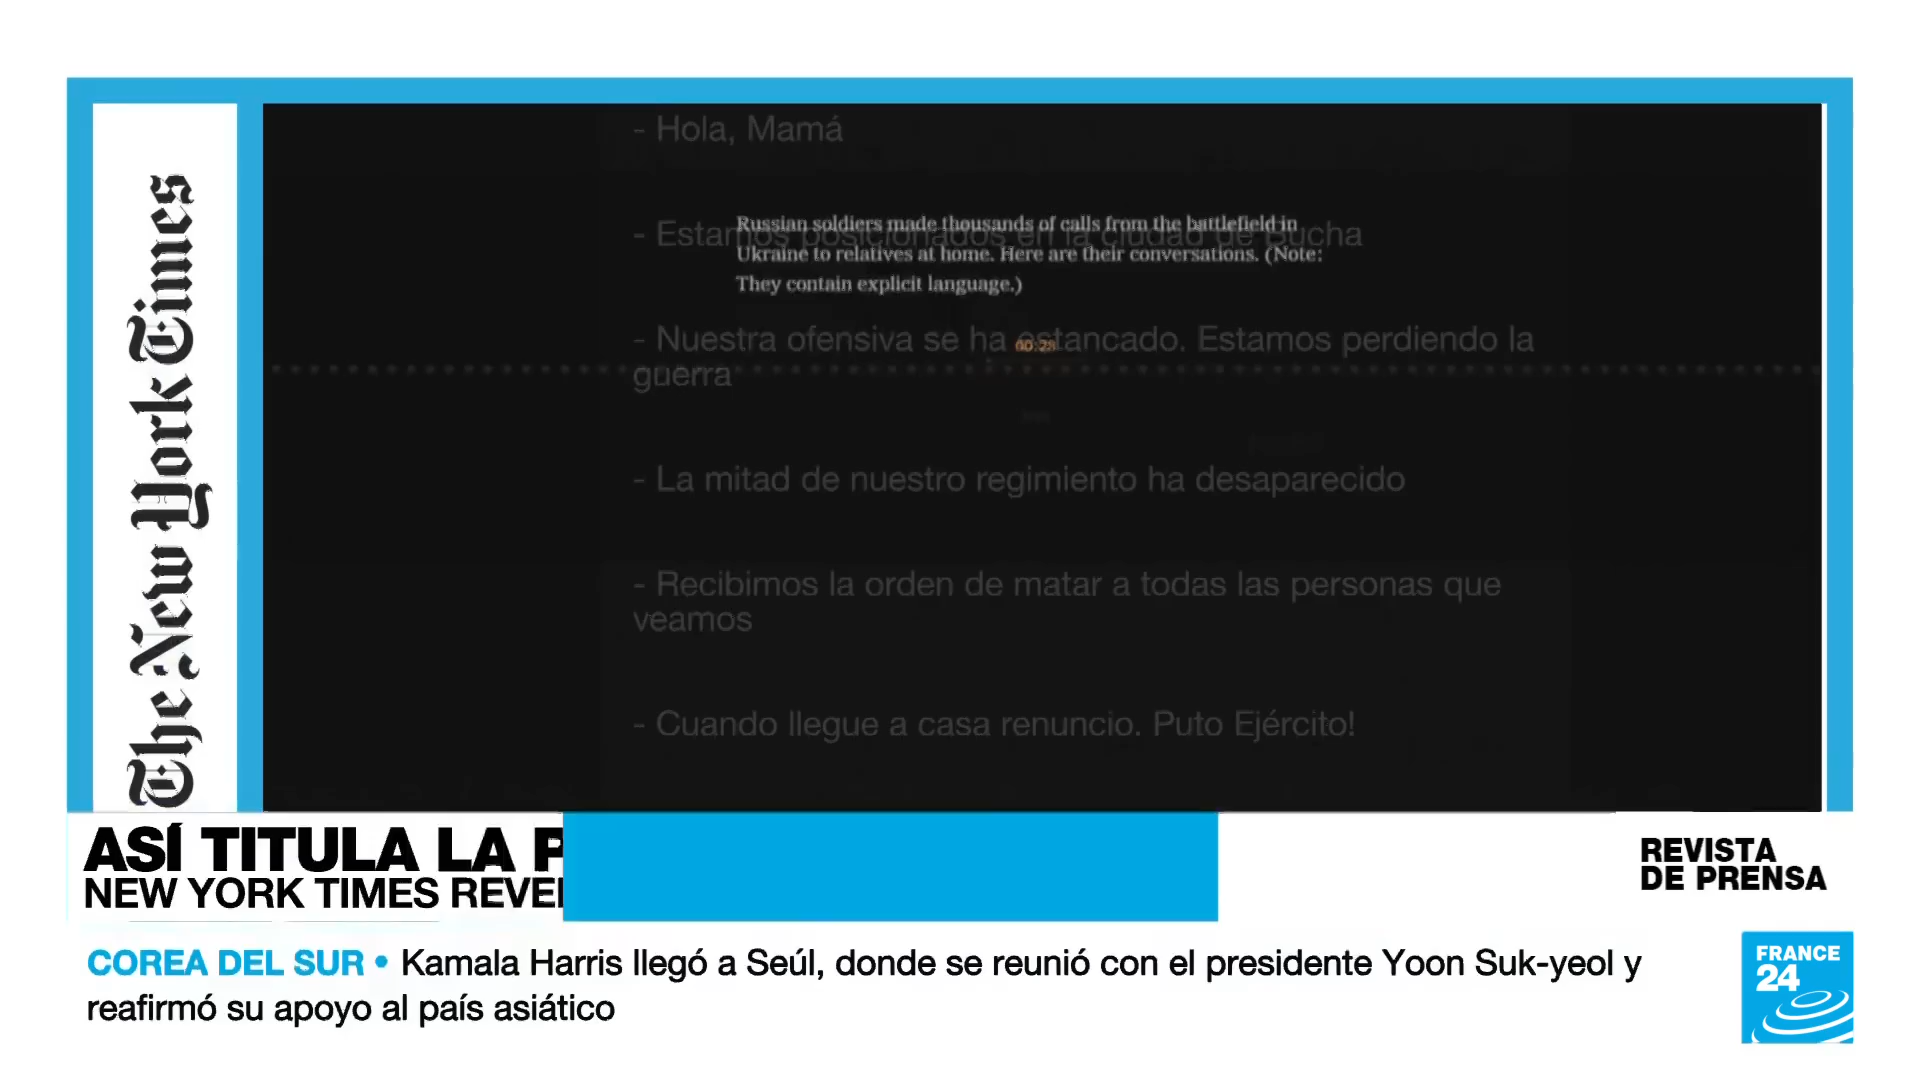 The New York Times
- Hola, Mamá
Russian soldiers made thousands of calls from the battlefield in
- Estamos posicionados en la ciudad de Bucha
Ukraine to relatives at home. Here are their conversations. (Note:
They contain explicit language.)
- Nuestra ofensiva se ha estancado. Estamos perdiendo la
00:28
guerra
- La mitad de nuestro regimiento ha desaparecido
- Recibimos la orden de matar a todas las personas que
veamos
- Cuando llegue a casa renuncio. Puto Ejército!
ASÍ TITULA LA P
NEW YORK TIMES REVE
REVISTA
DE PRENSA
COREA DEL SUR • Kamala Harris llegó a Seúl, donde se reunió con el presidente Yoon Suk-yeol y
reafirmó su apoyo al país asiático
FRANCE
24